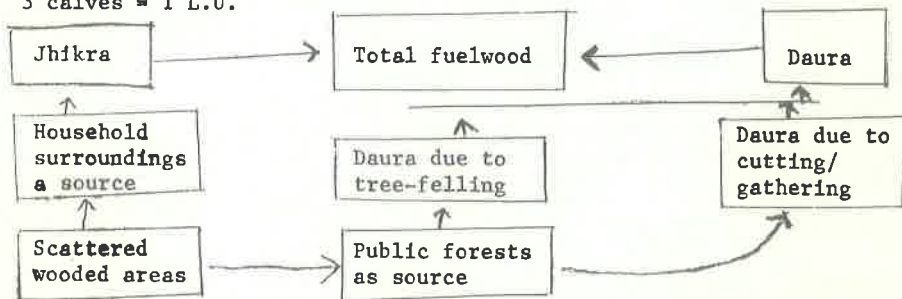 3 calves = 1 L.U.
Jhikra
Total fuelwood
Daura
Household
surroundings
a source
Daura due to
tree-felling
Daura due to
cutting/
gathering
Scattered
wooded areas
Public forests
as source